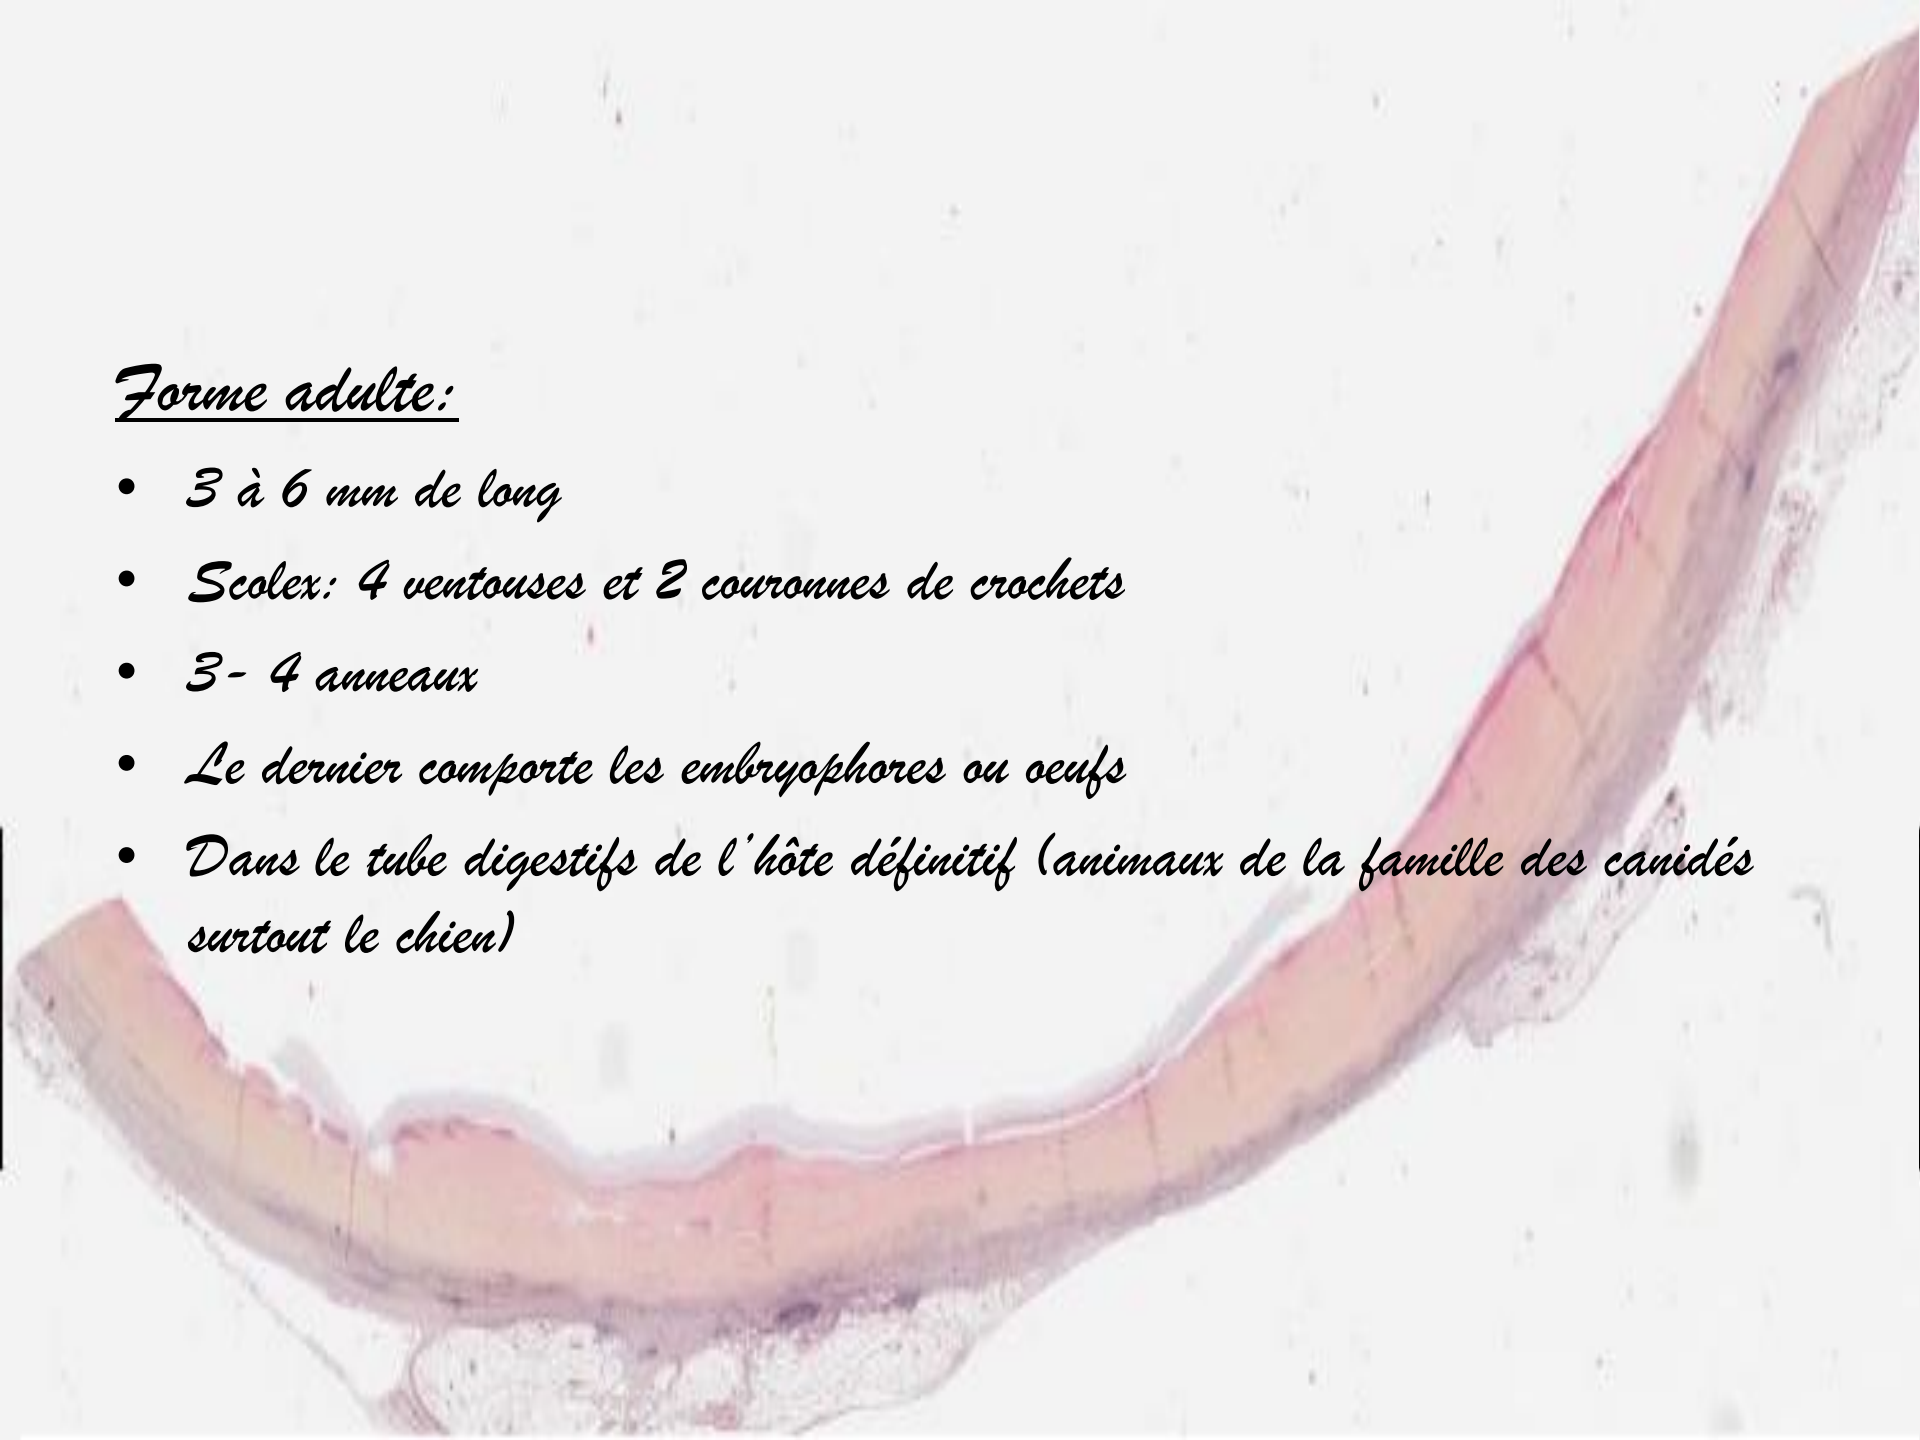 Forme adulte:
• 3 à 6 mm de long
• Scolex: 4 ventouses et 2 couronnes de crochets
• 3- 4 anneaux
• Le dernier comporte les embryophores ou oeufs
• Dans le tube digestifs de l'hôte définitif (animaux de la famille des canidés
surtout le chien)